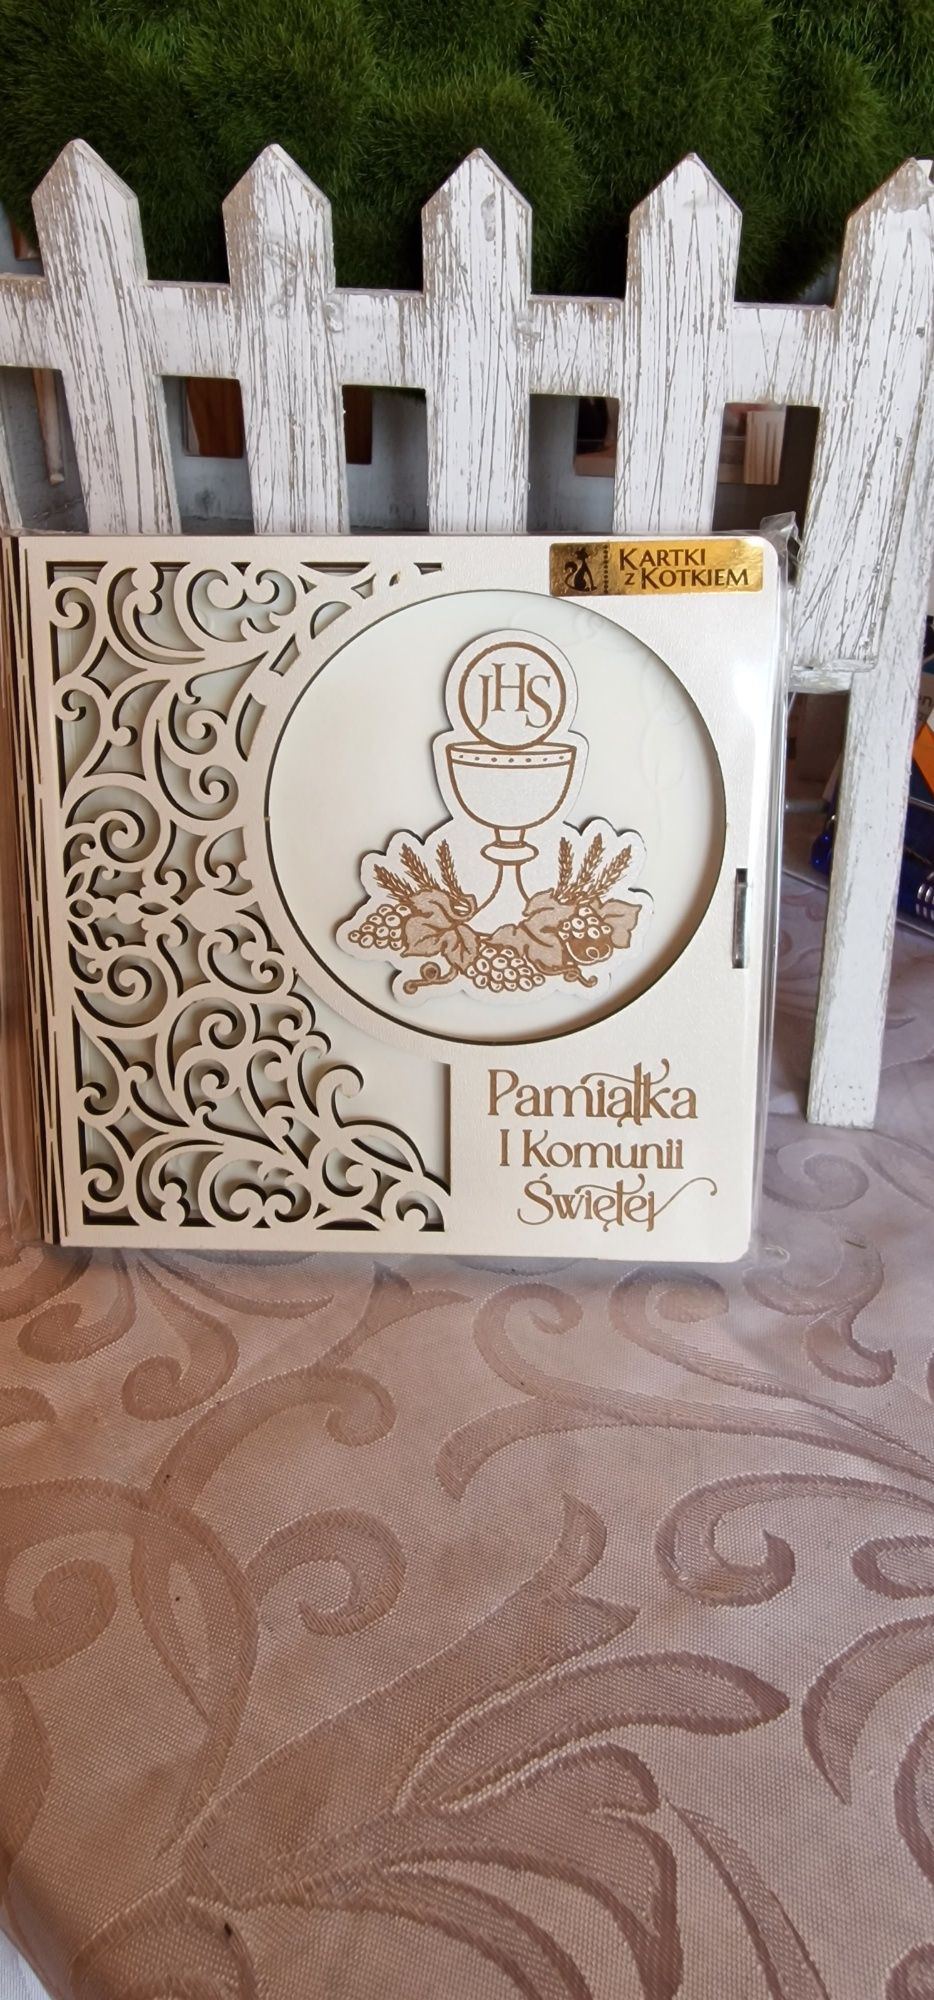 KARTKI
Z KOTKIEM
JHS
Pamiątka
I Komunii
Świętej